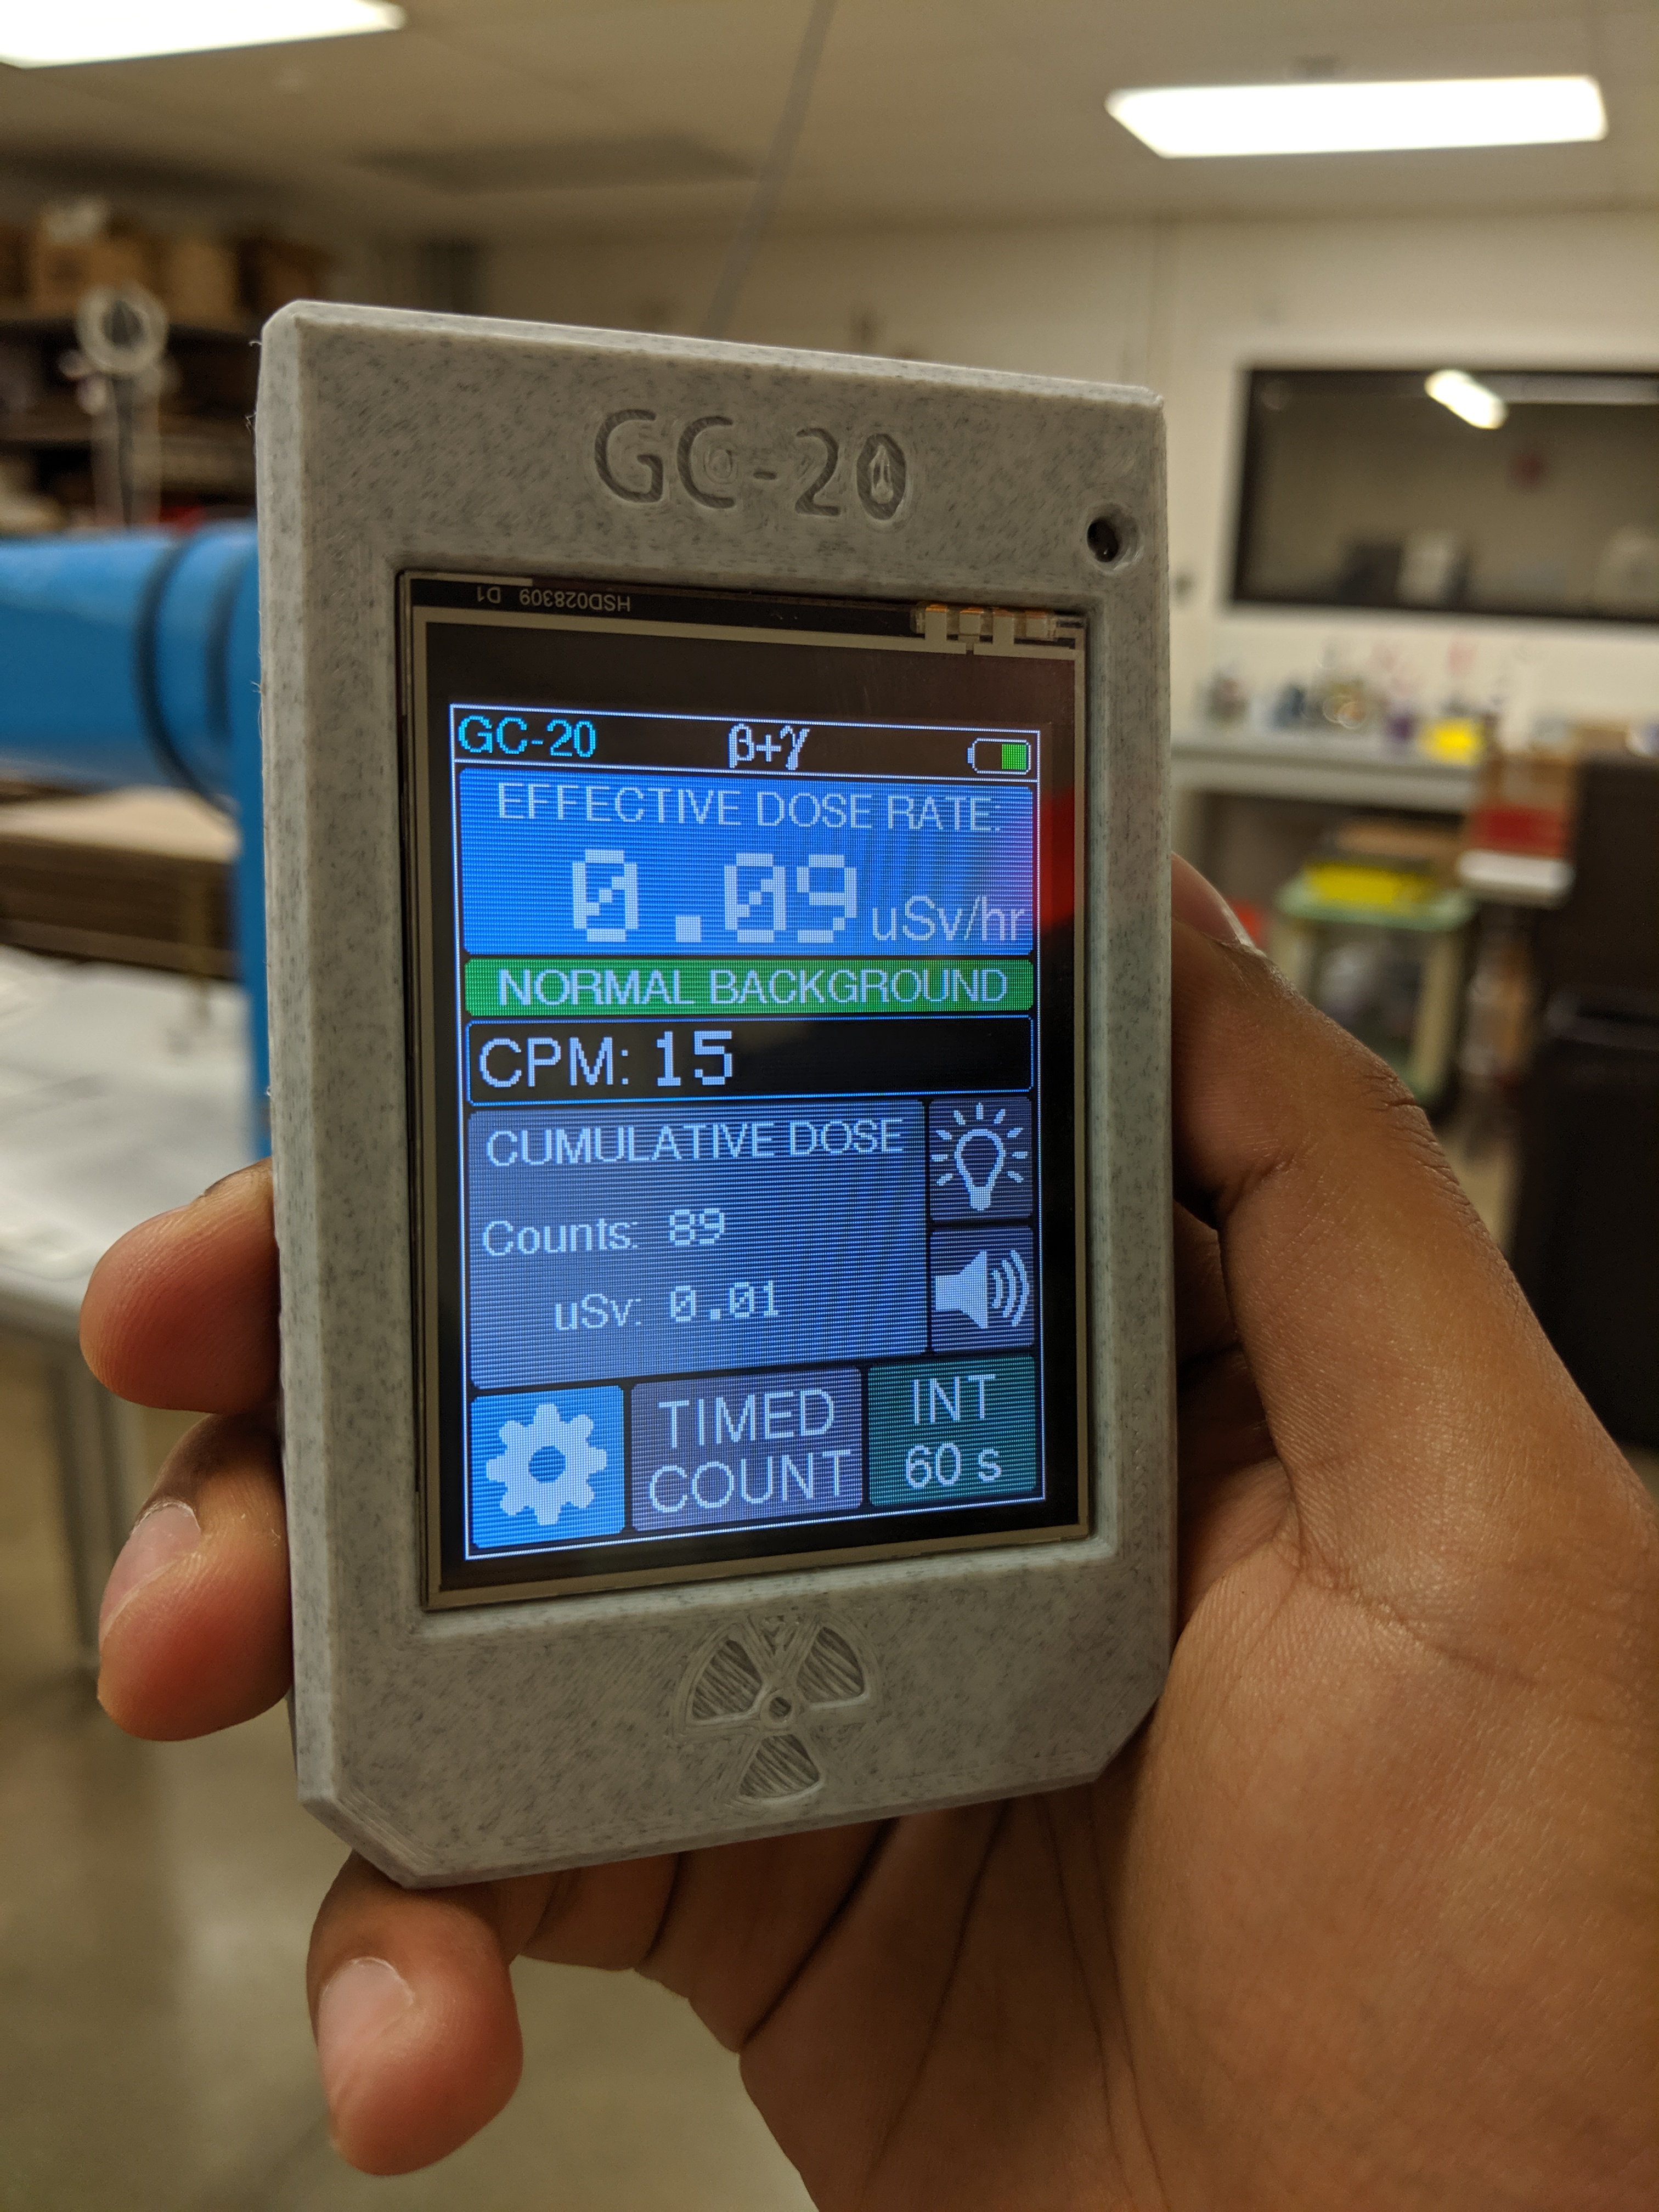 GC-20
HSD028309 D1
GC-20 β+γ
EFFECTIVE DOSE RATE:
0.09 uSv/hr
NORMAL BACKGROUND
CPM: 15
CUMULATIVE DOSE
Counts: 89
uSv: 0.01
TIMED
COUNT
INT
60 s